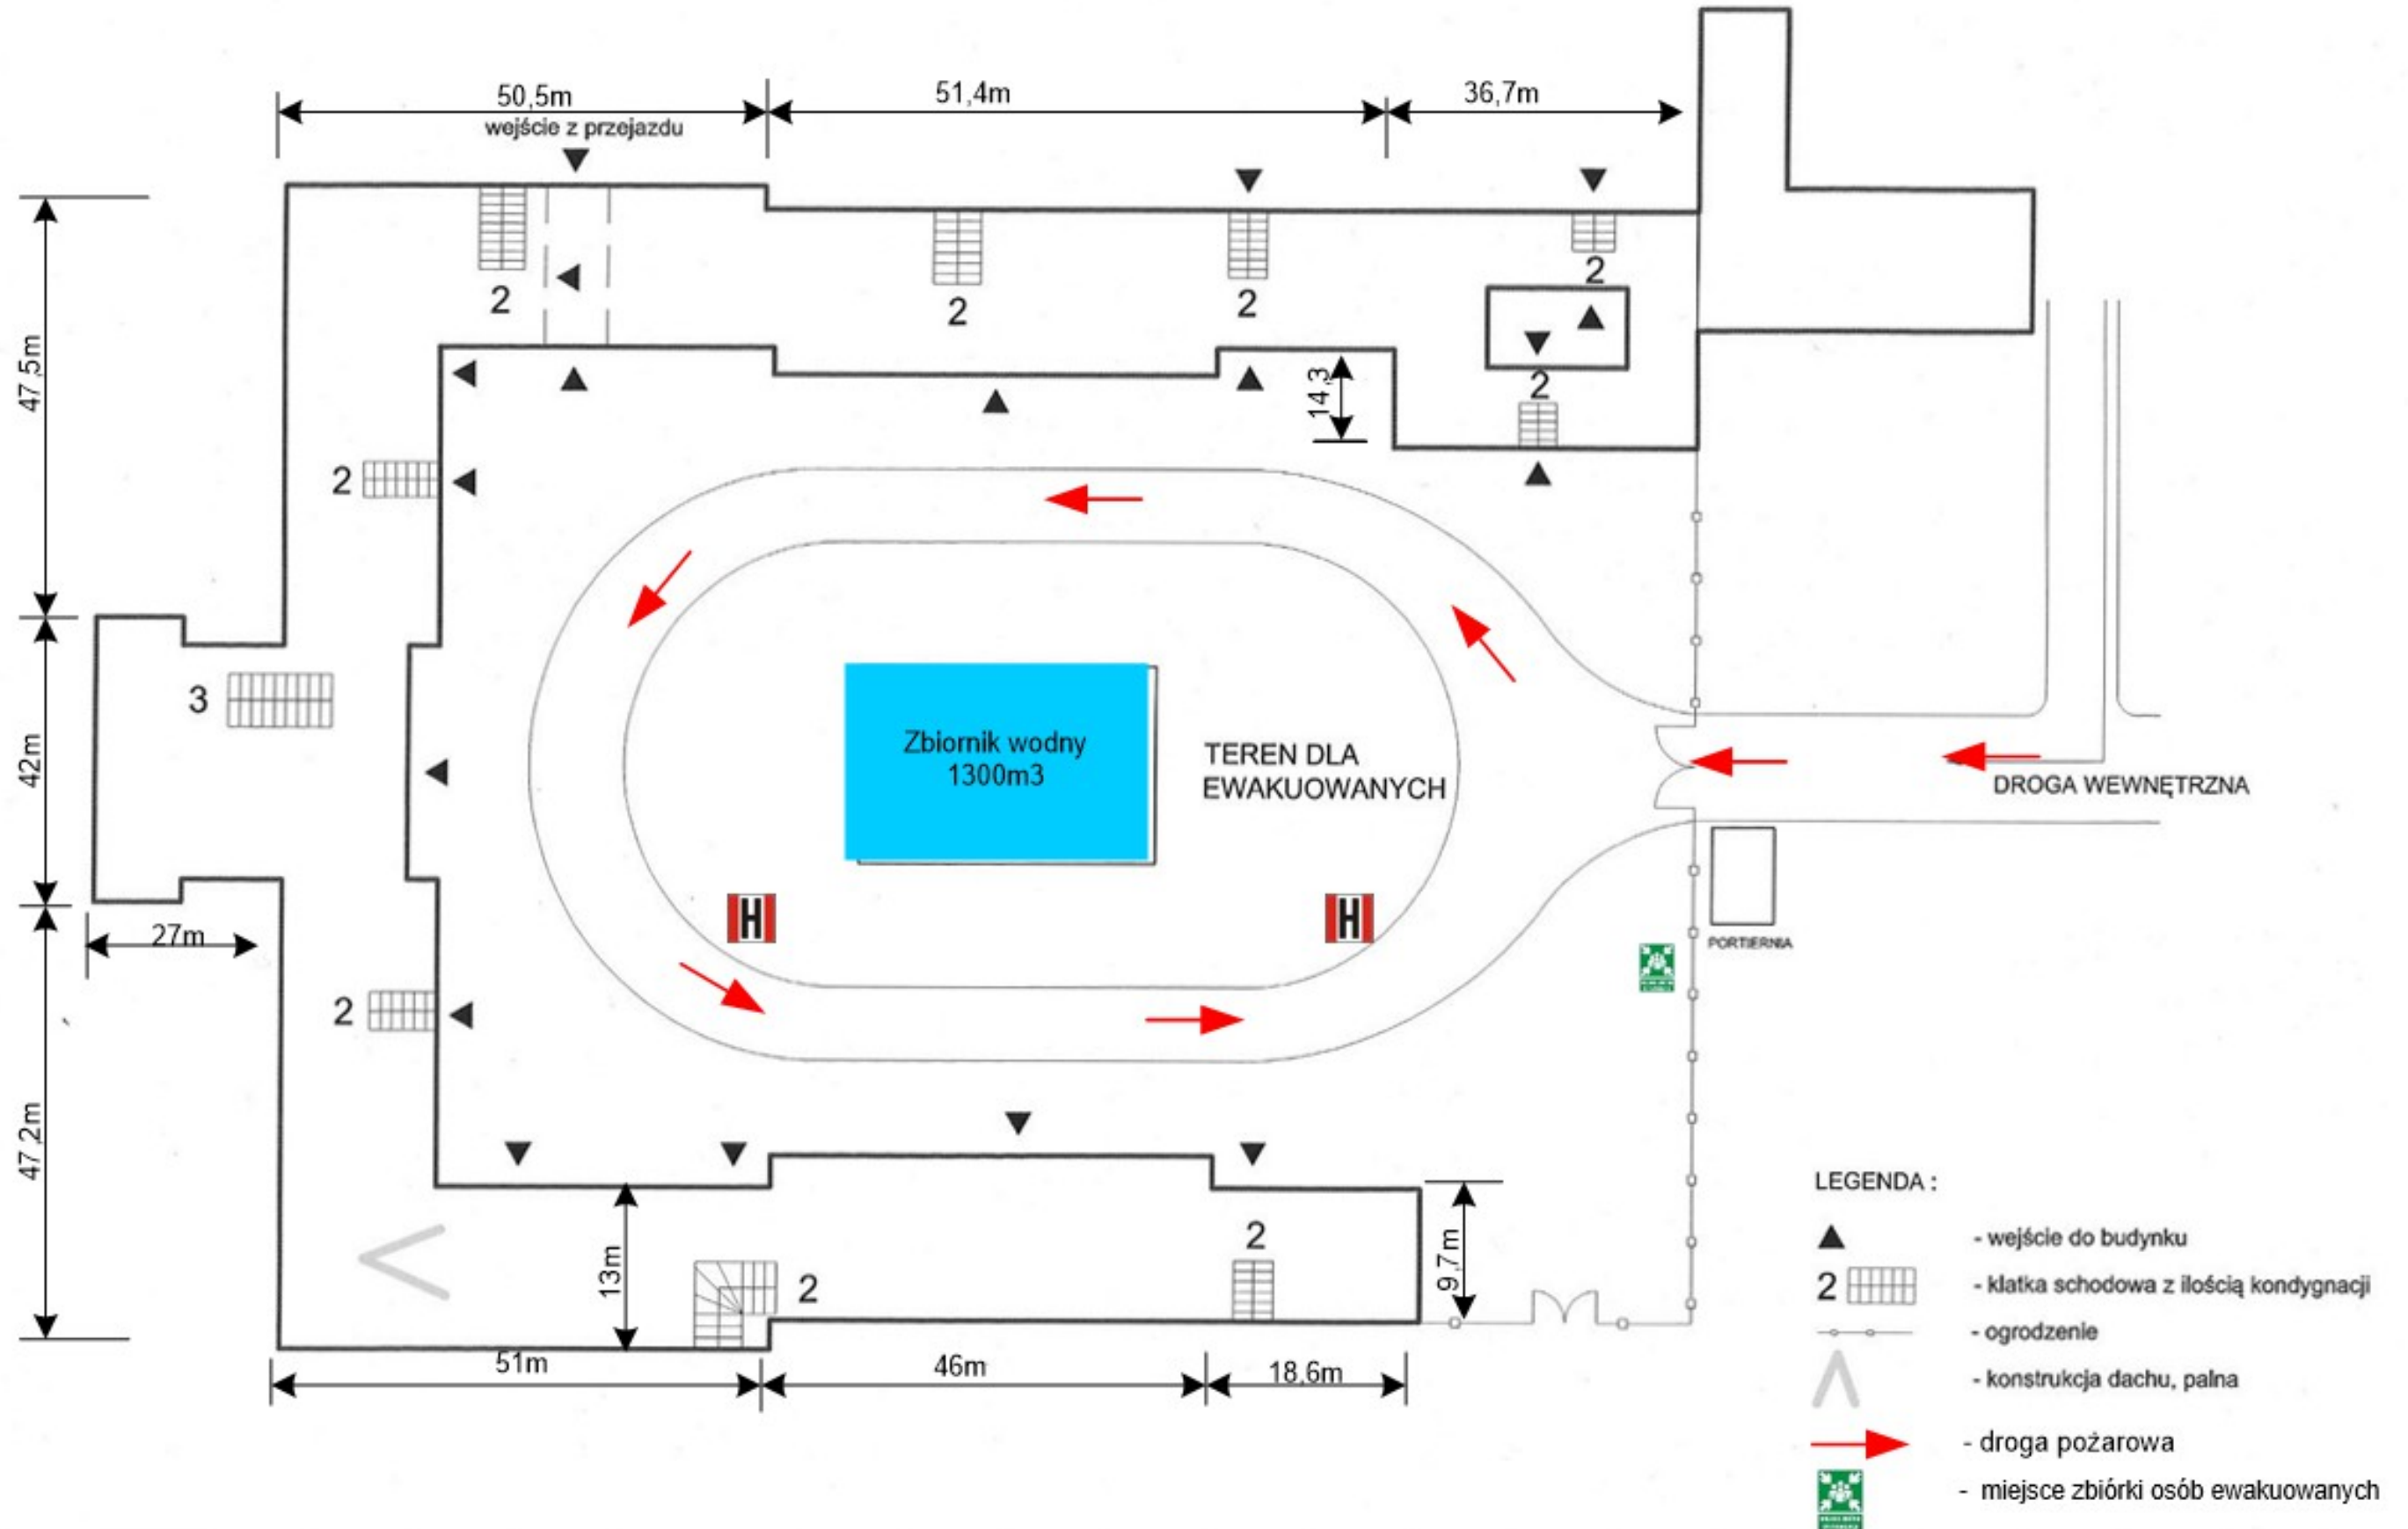 50,5m
51,4m
36,7m
wejście z przejazdu
2
2
2
2
47,5m
14,3
2
2
3
Zbiornik wodny
1300m3
TEREN DLA
EWAKUOWANYCH
42m
DROGA WEWNĘTRZNA
H
H
27m
PORTIERNIA
2
47,2m
13m
2
2
9,7m
51m
46m
18,6m
LEGENDA :
- wejście do budynku
2
- klatka schodowa z ilością kondygnacji
- ogrodzenie
- konstrukcja dachu, palna
- droga pożarowa
- miejsce zbiórki osób ewakuowanych